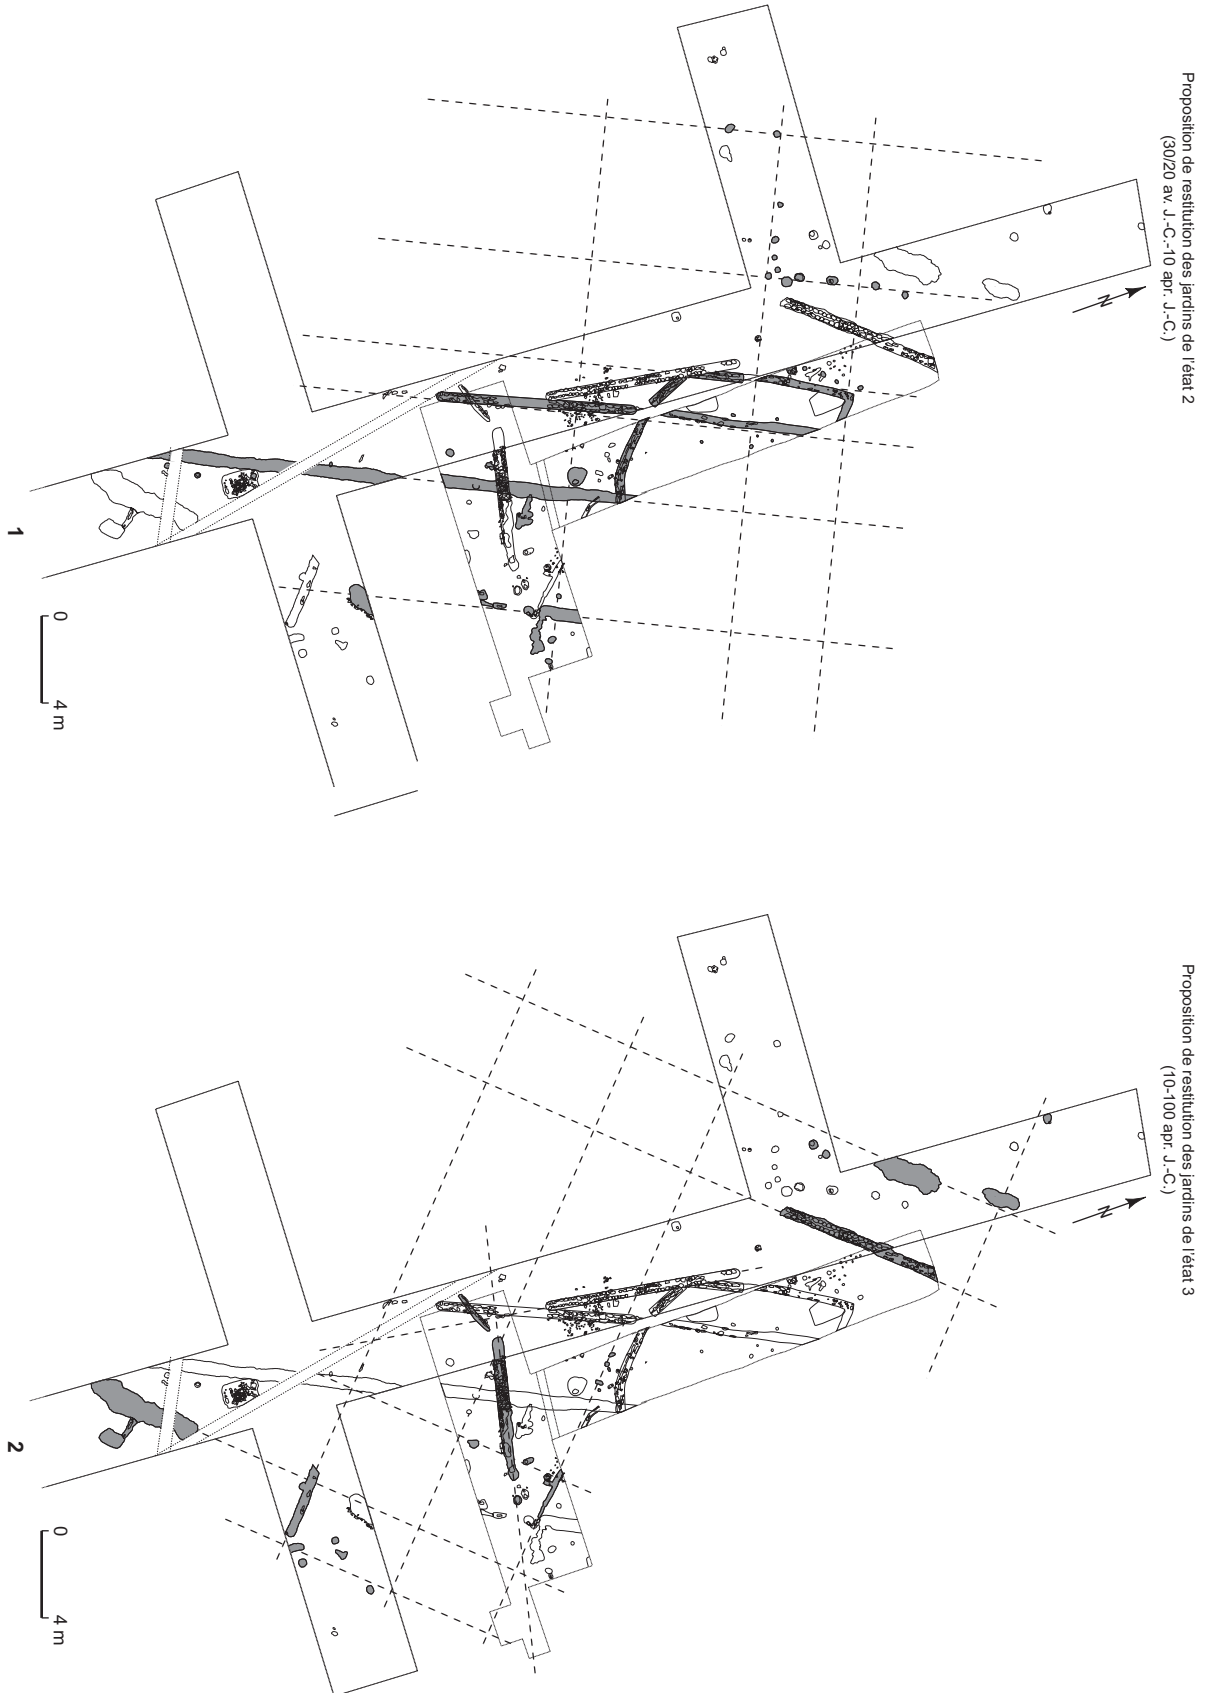 Proposition de restitution des jardins de l'état 2
(30/20 av. J.-C.-10 apr. J.-C.)
N
1
0
4 m
Proposition de restitution des jardins de l'état 3
(10-100 apr. J.-C.)
N
2
0
4 m